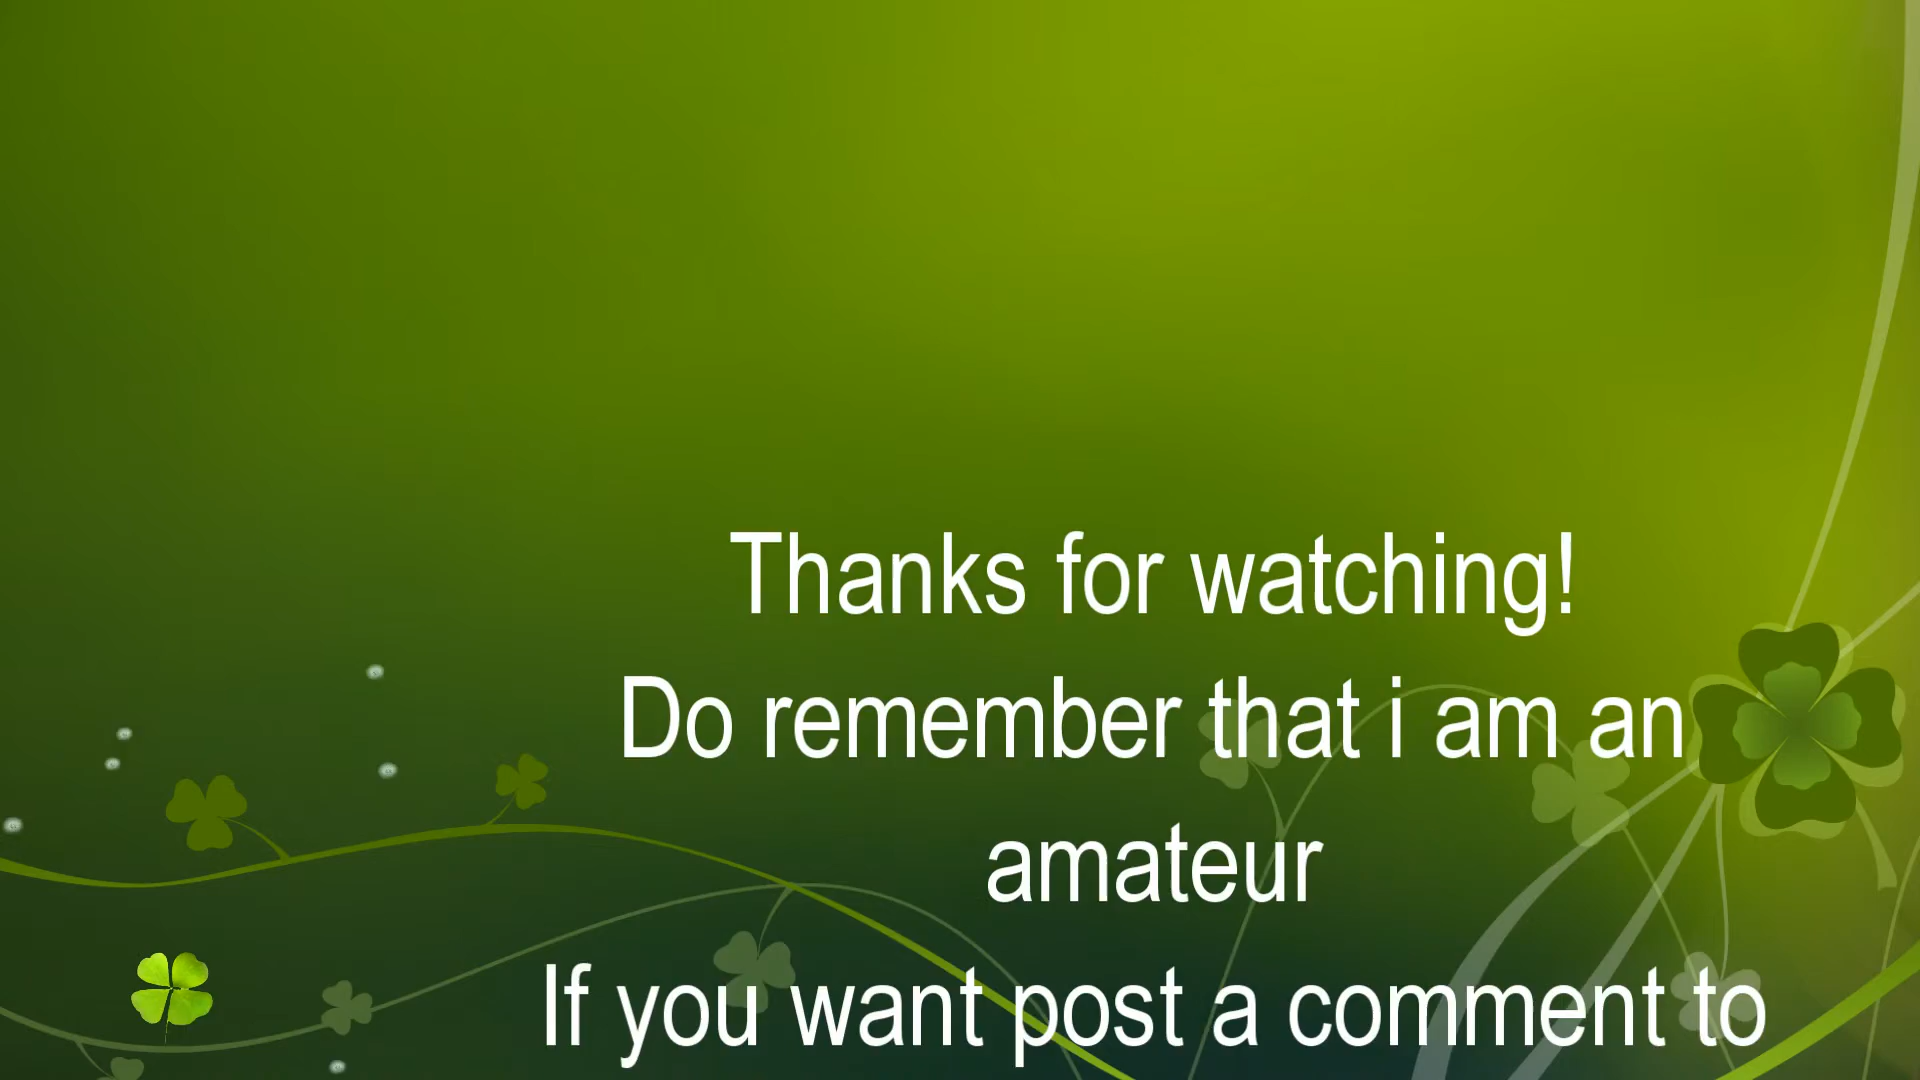 Thanks for watching!
Do remember that i am an
amateur
If you want post a comment to